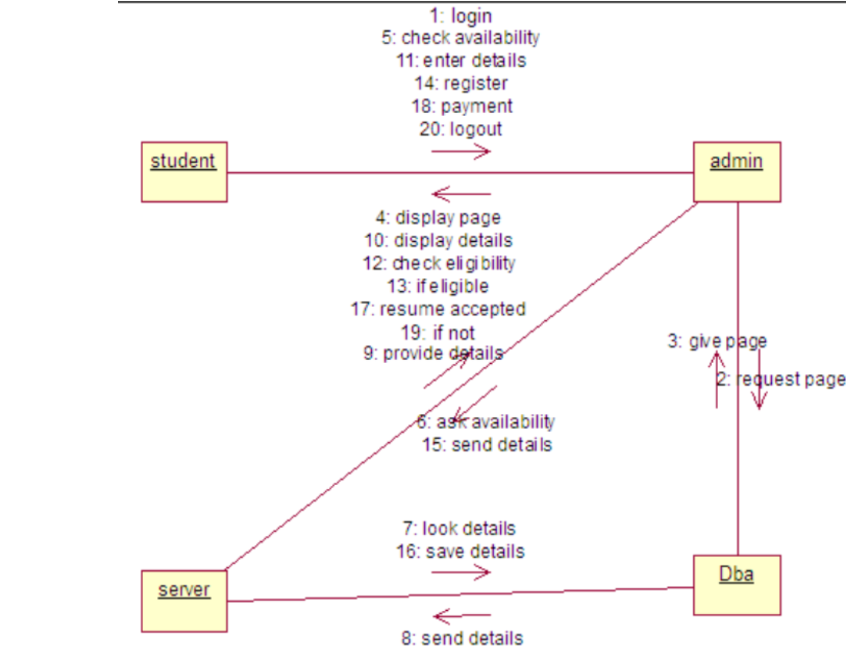 1: login
5: check availability
11: enter details
14: register
18: payment
20: logout
student
admin
4: display page
10: display details
12: check eligibility
13: if eligible
17: resume accepted
19: if not
9: provide details
3: give page
2: request page
6: ask availability
15: send details
7: look details
16: save details
server
Dba
8: send details